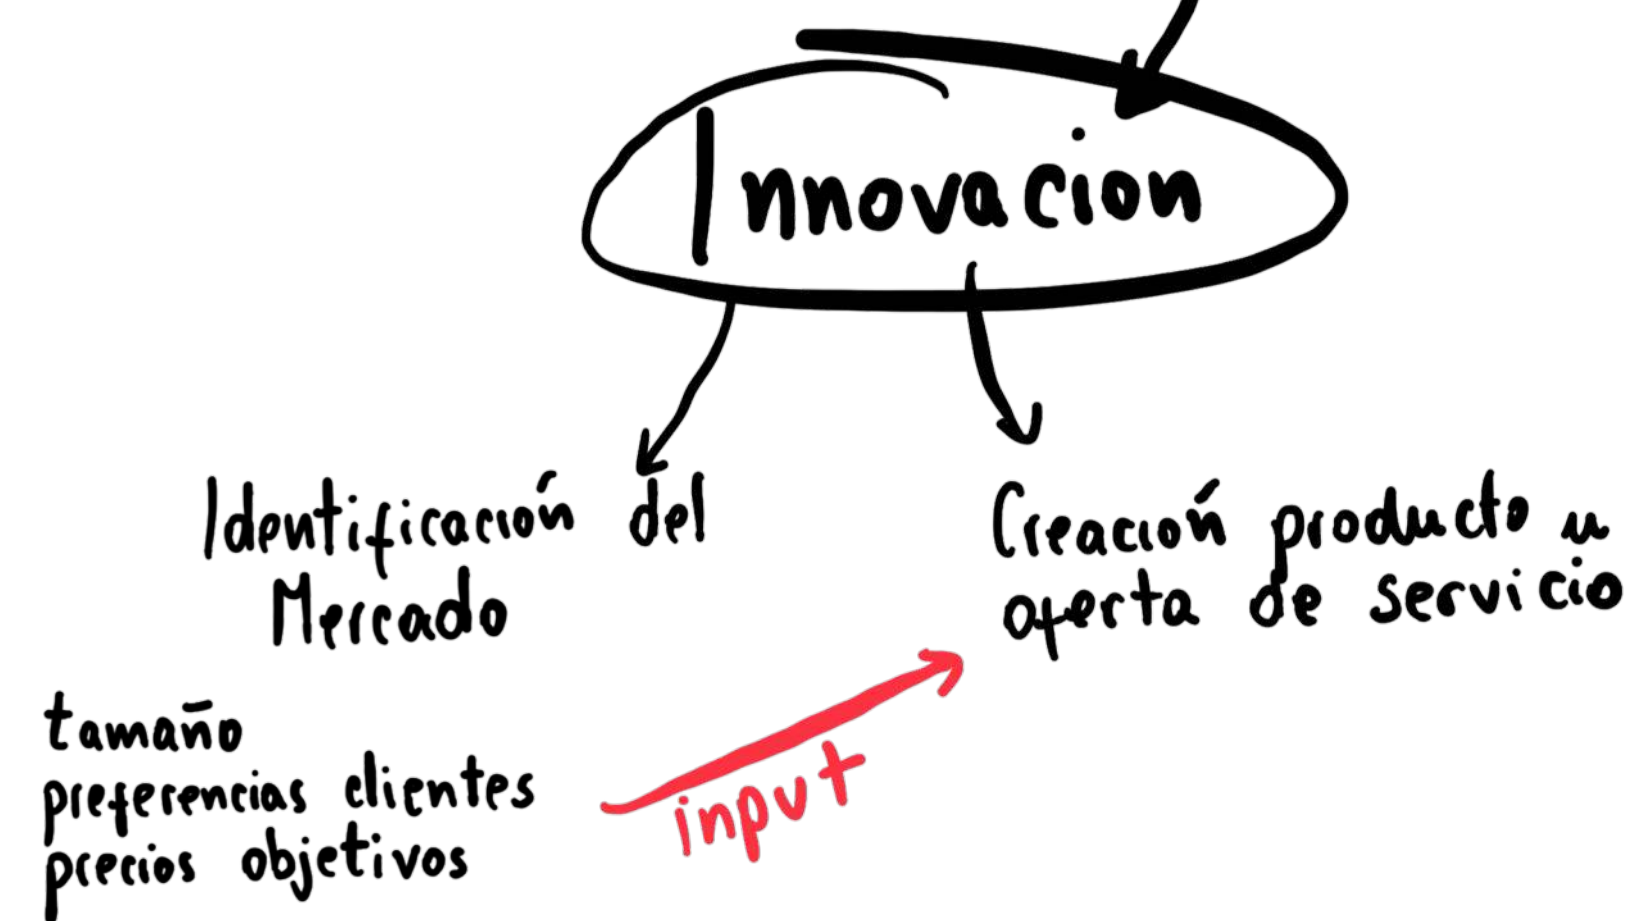 Innovacion
Identificación del
Mercado
Creación producto u
oferta de servicio
tamaño
preferencias clientes
precios objetivos
input